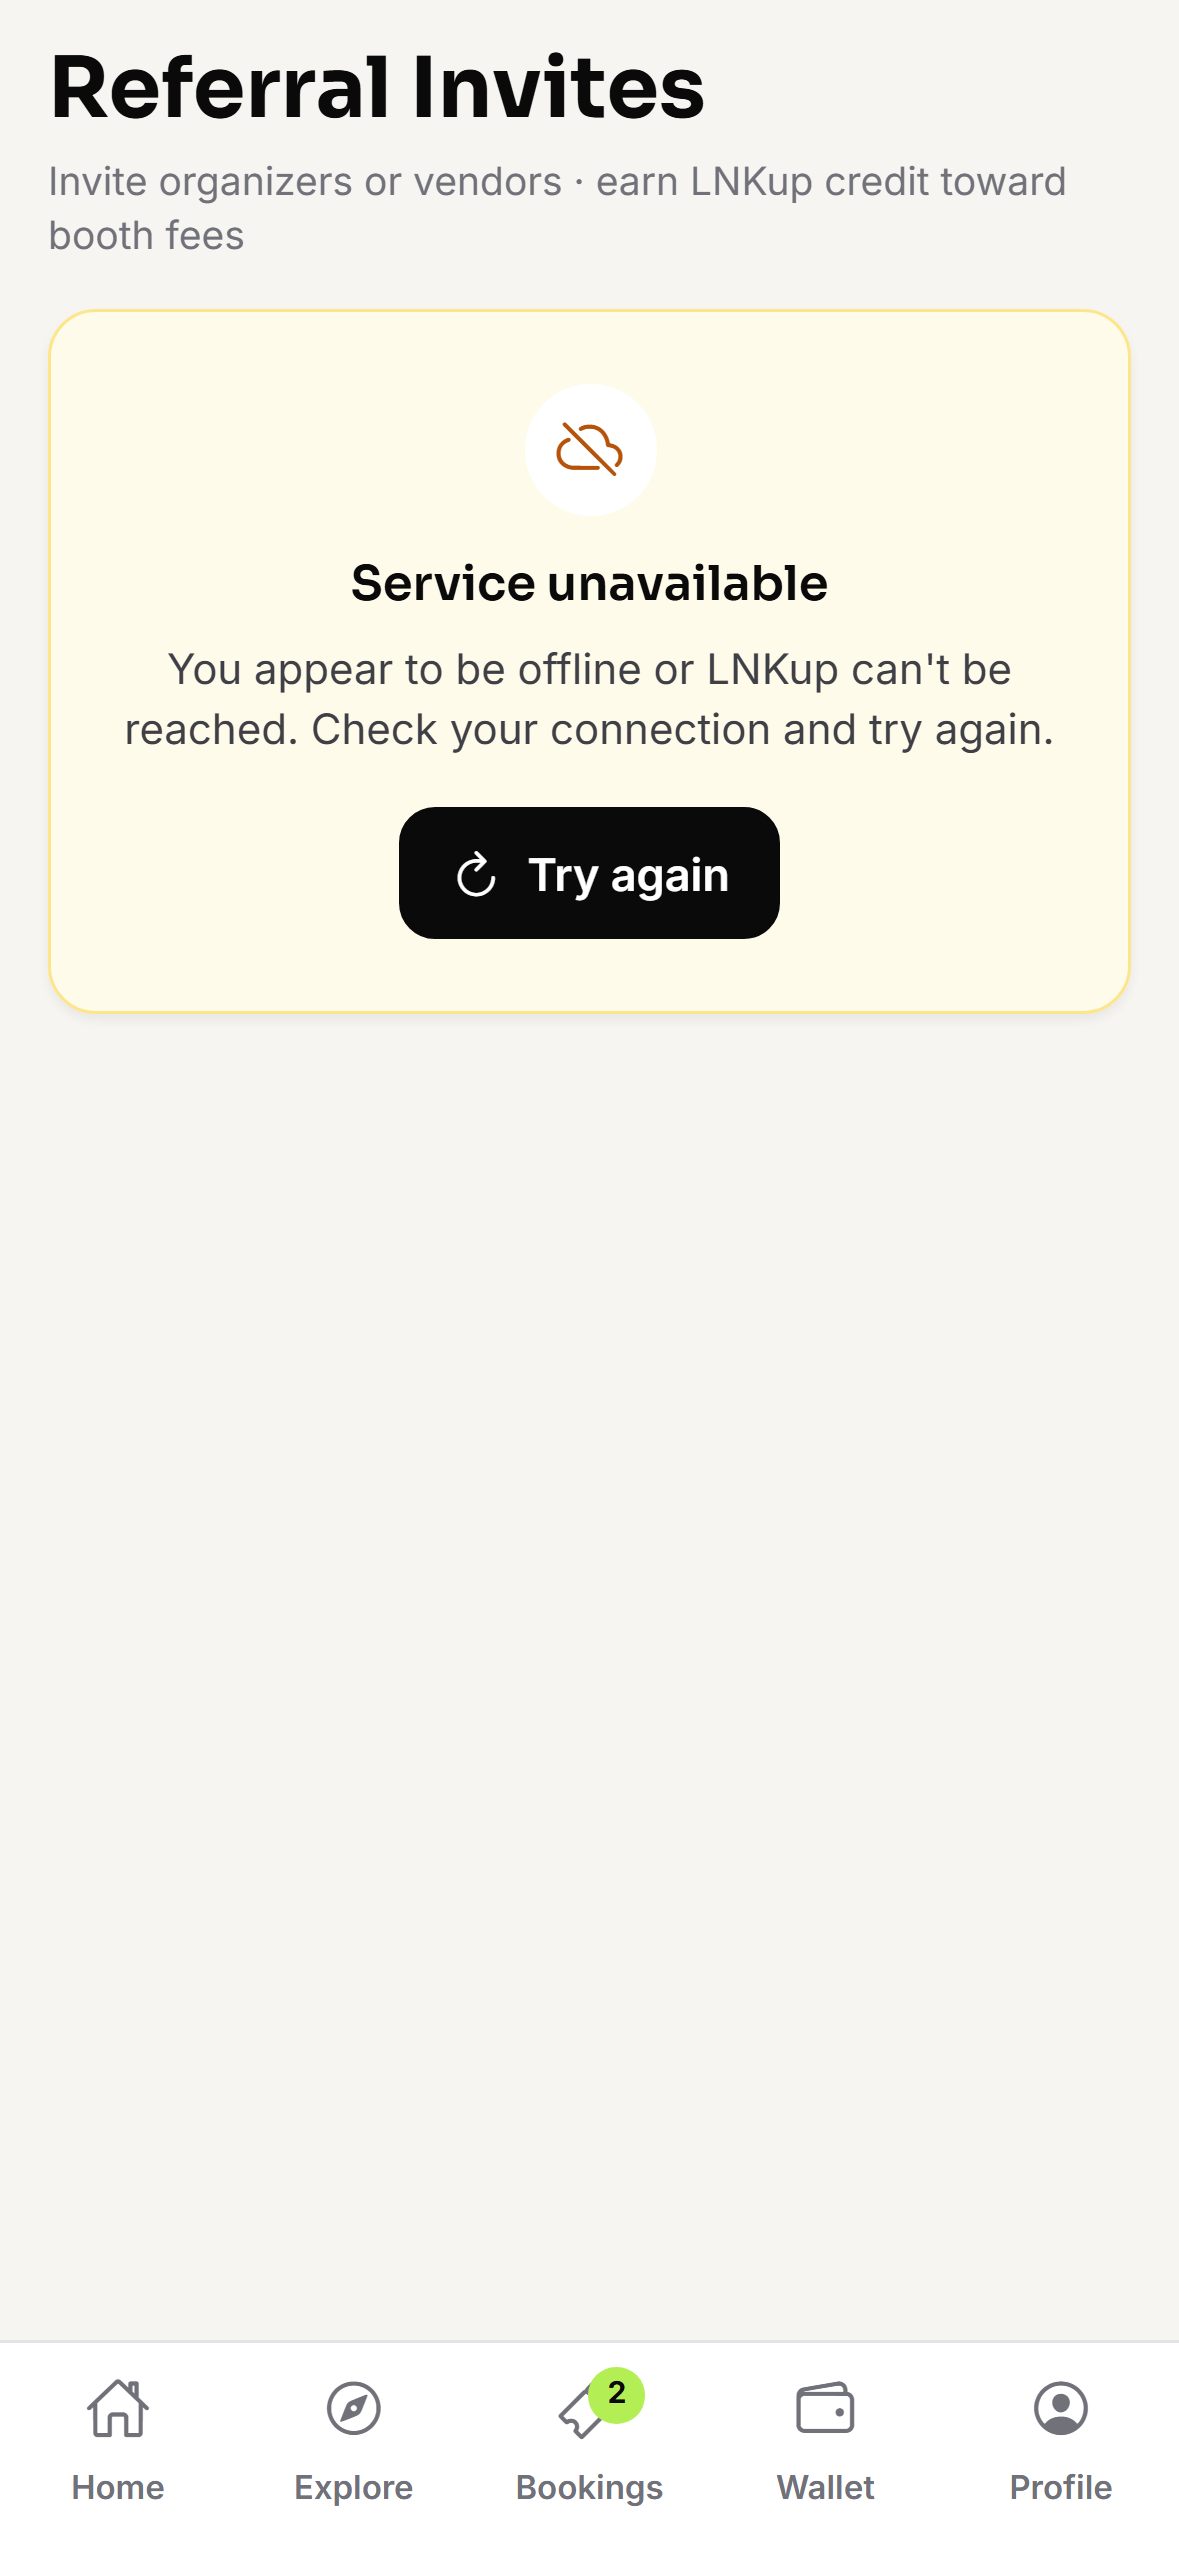 Referral Invites
Invite organizers or vendors · earn LNKup credit toward
booth fees
Service unavailable
You appear to be offline or LNKup can't be
reached. Check your connection and try again.
Try again
2
Home
Explore
Bookings
Wallet
Profile